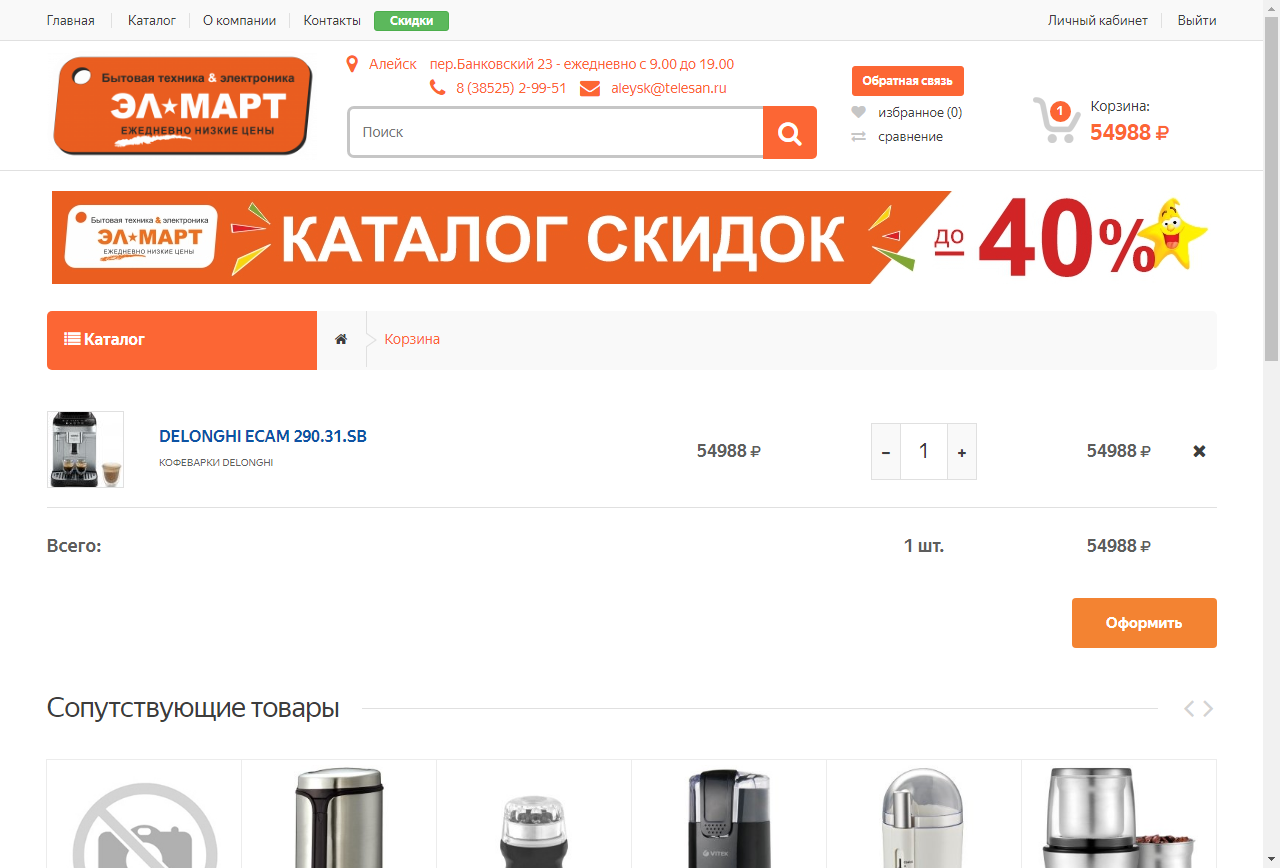 Главная
Каталог
О компании
Контакты
Скидки
Личный кабинет
Выйти
Бытовая техника & электроника
ЭЛ★МАРТ
ЕЖЕДНЕВНО НИЗКИЕ ЦЕНЫ
Алейск пер.Банковский 23 - ежедневно с 9.00 до 19.00
8 (38525) 2-99-51 aleysk@telesan.ru
Поиск
Обратная связь
избранное (0)
сравнение
1
Корзина:
54988 ₽
Бытовая техника & электроника
ЭЛ★МАРТ
ЕЖЕДНЕВНО НИЗКИЕ ЦЕНЫ
КАТАЛОГ СКИДОК
до 40%
Каталог
Корзина
DELONGHI ECAM 290.31.SB
КОФЕВАРКИ DELONGHI
54988 ₽
– 1 +
54988 ₽
Всего:
1 шт.
54988 ₽
Оформить
Сопутствующие товары
VITEK